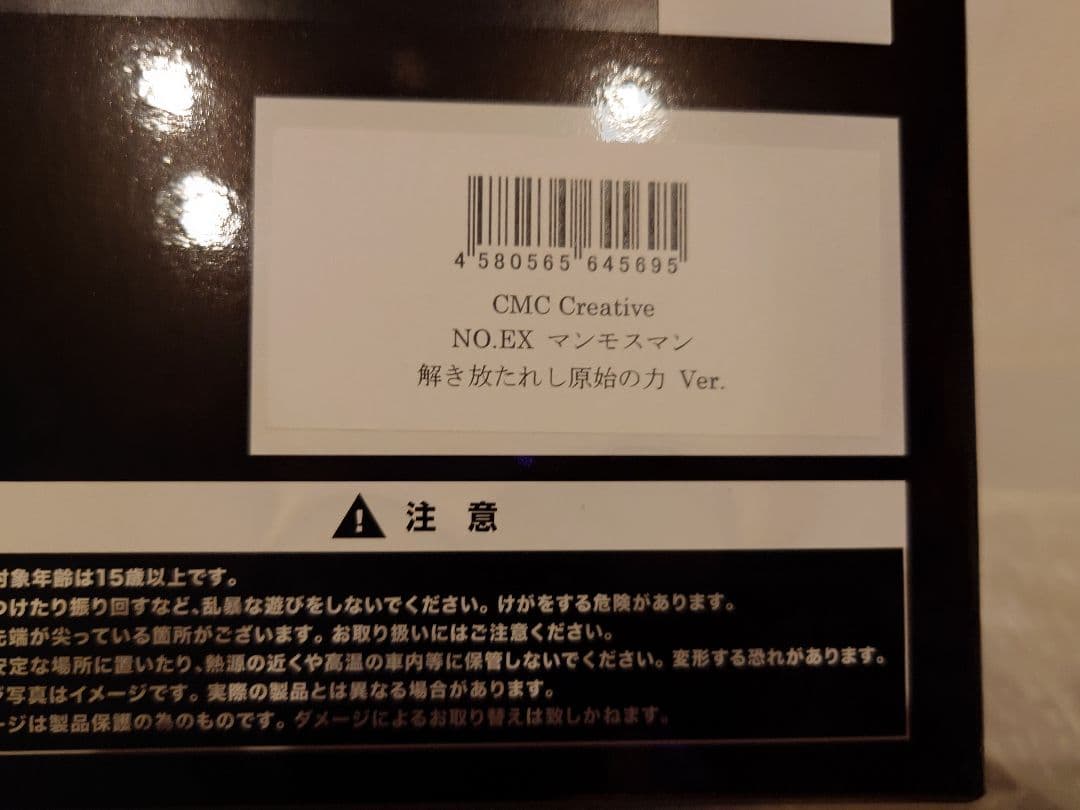 4 580565 645695
CMC Creative
NO.EX マンモスマン
解き放たれし原始の力 Ver.
注 意
対象年齢は15歳以上です。
つけたり振り回すなど、乱暴な遊びをしないでください。けがをする危険があります。
先端が尖っている箇所がございます。お取り扱いにはご注意ください。
安定な場所に置いたり、熱源の近くや高温の車内等に保管しないでください。変形する恐れがあります。
写真はイメージです。実際の製品とは異なる場合があります。
ージは製品保護の為のものです。ダメージによるお取り替えは致しかねます。